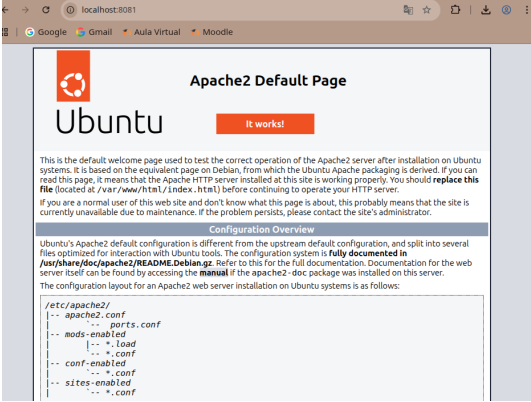 localhost:8081
Google Gmail Aula Virtual Moodle
Apache2 Default Page
Ubuntu
It works!
This is the default welcome page used to test the correct operation of the Apache2 server after installation on Ubuntu
systems. It is based on the equivalent page on Debian, from which the Ubuntu Apache packaging is derived. If you can
read this page, it means that the Apache HTTP server installed at this site is working properly. You should replace this
file (located at /var/www/html/index.html) before continuing to operate your HTTP server.
If you are a normal user of this web site and don't know what this page is about, this probably means that the site is
currently unavailable due to maintenance. If the problem persists, please contact the site's administrator.
Configuration Overview
Ubuntu's Apache2 default configuration is different from the upstream default configuration, and split into several
files optimized for interaction with Ubuntu tools. The configuration system is fully documented in
/usr/share/doc/apache2/README.Debian.gz. Refer to this for the full documentation. Documentation for the web
server itself can be found by accessing the manual if the apache2-doc package was installed on this server.
The configuration layout for an Apache2 web server installation on Ubuntu systems is as follows:
/etc/apache2/
|-- apache2.conf
|       `--  ports.conf
|-- mods-enabled
|       |-- *.load
|       `-- *.conf
|-- conf-enabled
|       `-- *.conf
|-- sites-enabled
|       `-- *.conf